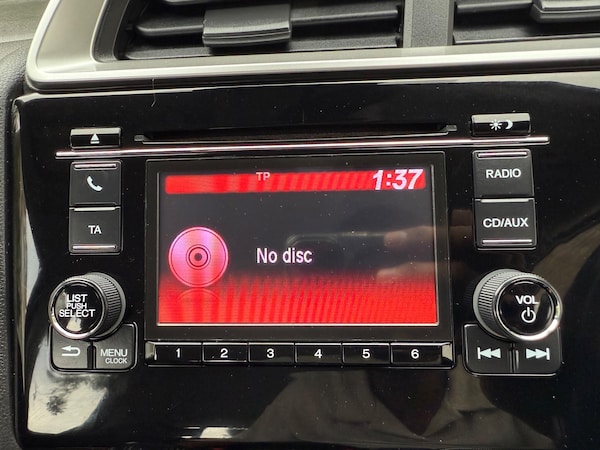 TP 1:37
RADIO
TA
CD/AUX
No disc
LIST
PUSH
SELECT
VOL
MENU
CLOCK
1 2 3 4 5 6